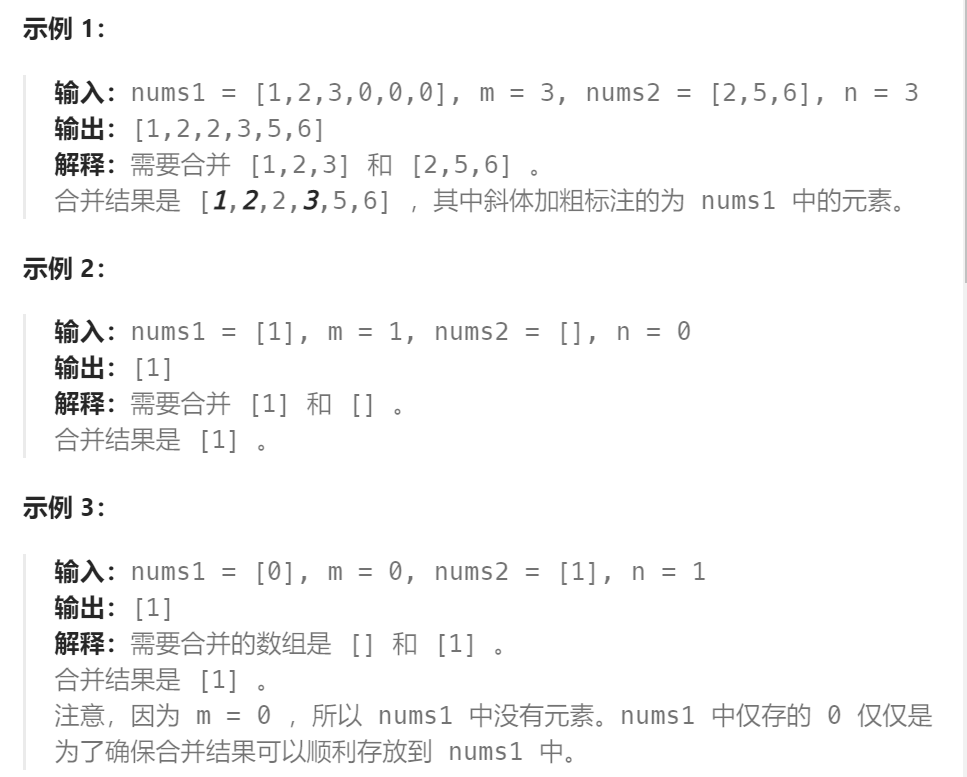 示例 1：
输入：nums1 = [1,2,3,0,0,0], m = 3, nums2 = [2,5,6], n = 3
输出：[1,2,2,3,5,6]
解释：需要合并 [1,2,3] 和 [2,5,6] 。
合并结果是 [1,2,2,3,5,6] ，其中斜体加粗标注的为 nums1 中的元素。
示例 2：
输入：nums1 = [1], m = 1, nums2 = [], n = 0
输出：[1]
解释：需要合并 [1] 和 [] 。
合并结果是 [1] 。
示例 3：
输入：nums1 = [0], m = 0, nums2 = [1], n = 1
输出：[1]
解释：需要合并的数组是 [] 和 [1] 。
合并结果是 [1] 。
注意，因为 m = 0 ，所以 nums1 中没有元素。nums1 中仅存的 0 仅仅是
为了确保合并结果可以顺利存放到 nums1 中。